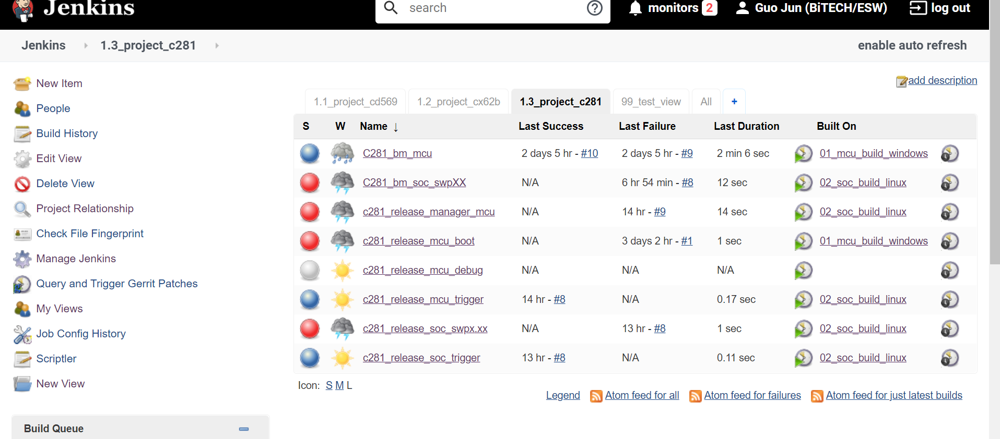 Jenkins
search
monitors 2
Guo Jun (BiTECH/ESW)
log out
Jenkins 1.3_project_c281
enable auto refresh
New Item
People
Build History
Edit View
Delete View
Project Relationship
Check File Fingerprint
Manage Jenkins
Query and Trigger Gerrit Patches
My Views
Job Config History
Scriptler
New View
Build Queue
add description
1.1_project_cd569 1.2_project_cx62b 1.3_project_c281 99_test_view All +
S W Name ↓ Last Success Last Failure Last Duration Built On
C281_bm_mcu 2 days 5 hr - #10 2 days 5 hr - #9 2 min 6 sec 01_mcu_build_windows
C281_bm_soc_swpXX N/A 6 hr 54 min - #8 12 sec 02_soc_build_linux
c281_release_manager_mcu N/A 14 hr - #9 14 sec 02_soc_build_linux
c281_release_mcu_boot N/A 3 days 2 hr - #1 1 sec 01_mcu_build_windows
c281_release_mcu_debug N/A N/A N/A
c281_release_mcu_trigger 14 hr - #8 N/A 0.17 sec 02_soc_build_linux
c281_release_soc_swpx.xx N/A 13 hr - #8 1 sec 02_soc_build_linux
c281_release_soc_trigger 13 hr - #8 N/A 0.11 sec 02_soc_build_linux
Icon: S M L
Legend Atom feed for all Atom feed for failures Atom feed for just latest builds